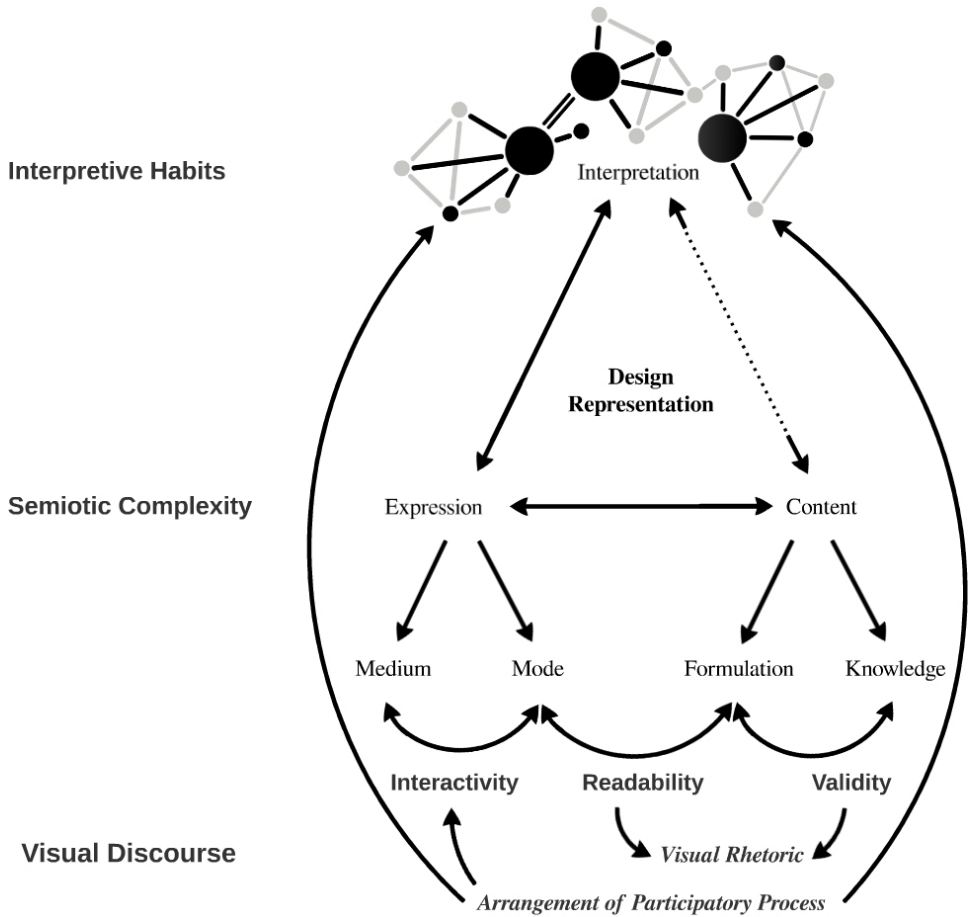 Interpretive Habits
Interpretation
Design
Representation
Semiotic Complexity
Expression
Content
Medium
Mode
Formulation
Knowledge
Interactivity
Readability
Validity
Visual Discourse
Visual Rhetoric
Arrangement of Participatory Process